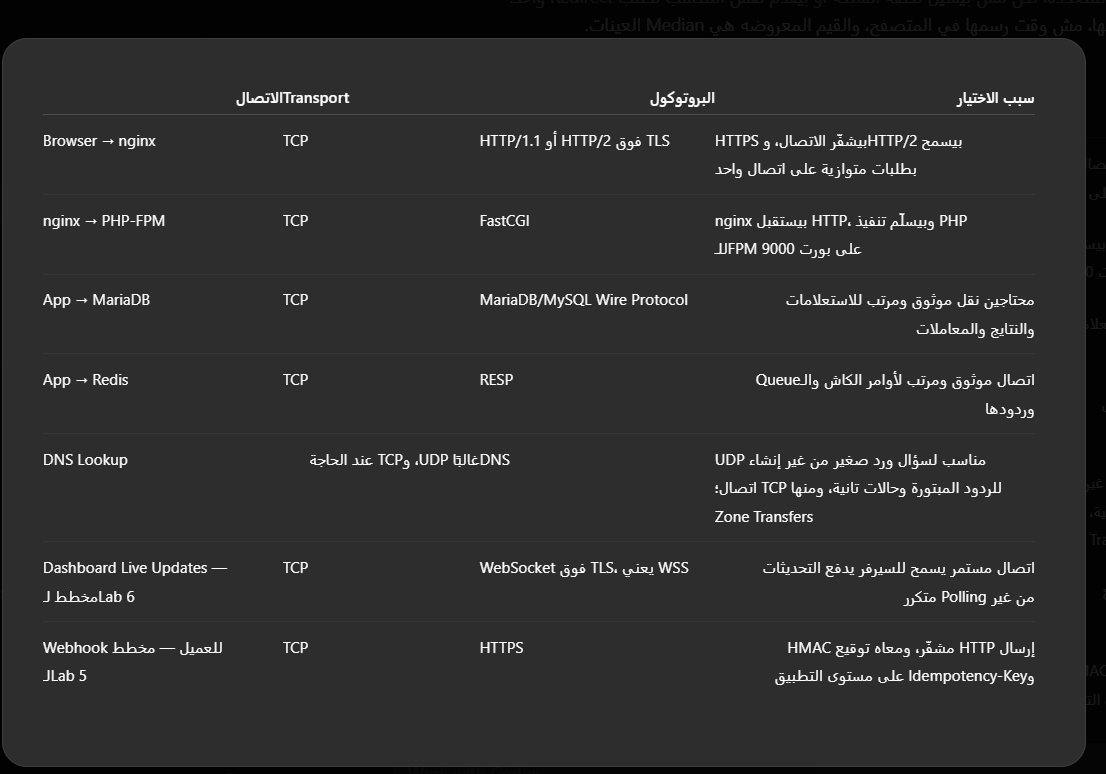 الاتصال Transport البروتوكول سبب الاختيار
Browser → nginx TCP HTTP/1.1 أو HTTP/2 فوق TLS HTTPS بيشفّر الاتصال، و HTTP/2 بيسمح
بطلبات متوازية على اتصال واحد
nginx → PHP-FPM TCP FastCGI nginx بيستقبل HTTP، وبيسلّم تنفيذ PHP
للـ FPM على بورت 9000
App → MariaDB TCP MariaDB/MySQL Wire Protocol محتاجين نقل موثوق ومرتب للاستعلامات
والنتايج والمعاملات
App → Redis TCP RESP اتصال موثوق ومرتب لأوامر الكاش والـQueue
وردودها
DNS Lookup غالبًا UDP، وTCP عند الحاجة DNS UDP مناسب لسؤال ورد صغير من غير إنشاء
اتصال؛ TCP للردود المبتورة وحالات تانية، ومنها
Zone Transfers
Dashboard Live Updates — TCP WSS يعني WebSocket فوق TLS، اتصال مستمر يسمح للسيرفر يدفع التحديثات
مخطط لـ Lab 6 من غير Polling متكرر
Webhook للعميل — مخطط TCP HTTPS إرسال HTTP مشفّر، ومعاه توقيع HMAC
لـ Lab 5 وIdempotency-Key على مستوى التطبيق